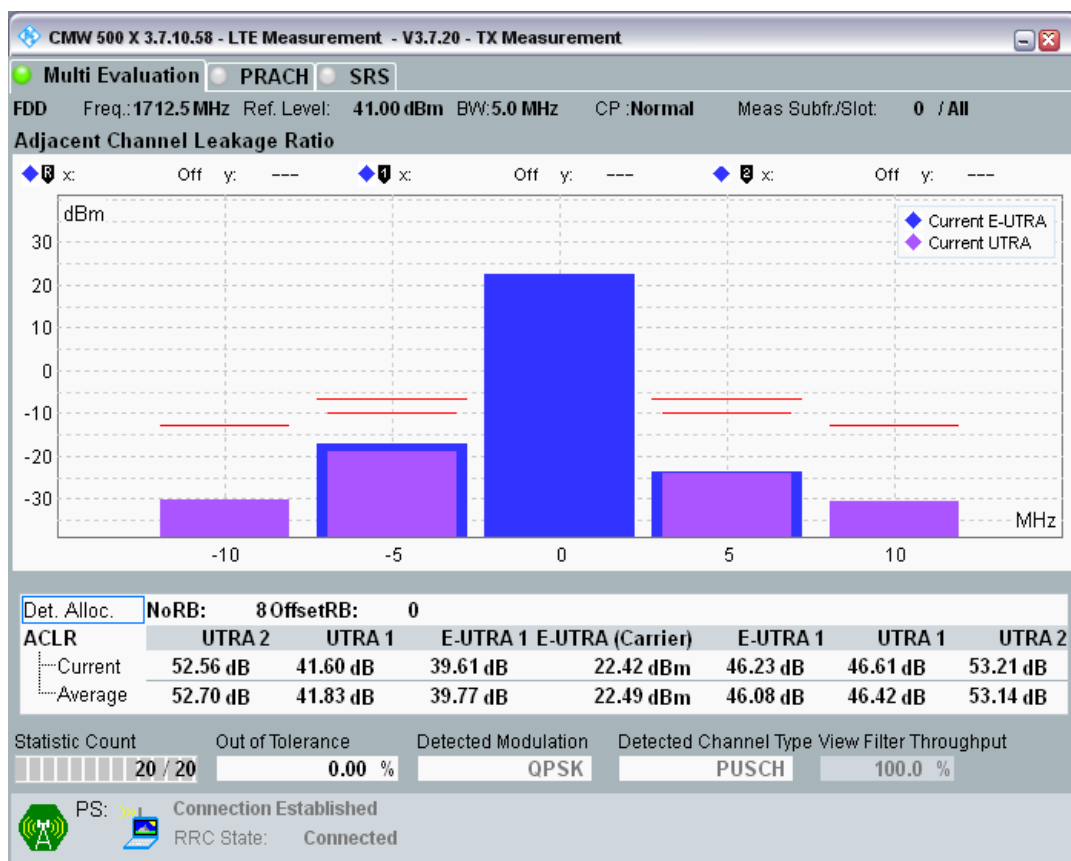 CMW 500 X 3.7.10.58 - LTE Measurement - V3.7.20 - TX Measurement
Multi Evaluation PRACH SRS
FDD Freq.: 1712.5 MHz Ref. Level: 41.00 dBm BW: 5.0 MHz CP : Normal Meas Subfr./Slot: 0 / All
Adjacent Channel Leakage Ratio
R x: Off y: --- 1 x: Off y: --- 2 x: Off y: ---
dBm
Current E-UTRA
Current UTRA
30
20
10
0
-10
-20
-30
MHz
-10 -5 0 5 10
Det. Alloc. NoRB: 8 OffsetRB: 0
ACLR UTRA 2 UTRA 1 E-UTRA 1 E-UTRA (Carrier) E-UTRA 1 UTRA 1 UTRA 2
Current 52.56 dB 41.60 dB 39.61 dB 22.42 dBm 46.23 dB 46.61 dB 53.21 dB
Average 52.70 dB 41.83 dB 39.77 dB 22.49 dBm 46.08 dB 46.42 dB 53.14 dB
Statistic Count Out of Tolerance Detected Modulation Detected Channel Type View Filter Throughput
20 / 20 0.00 % QPSK PUSCH 100.0 %
PS: Connection Established
RRC State: Connected